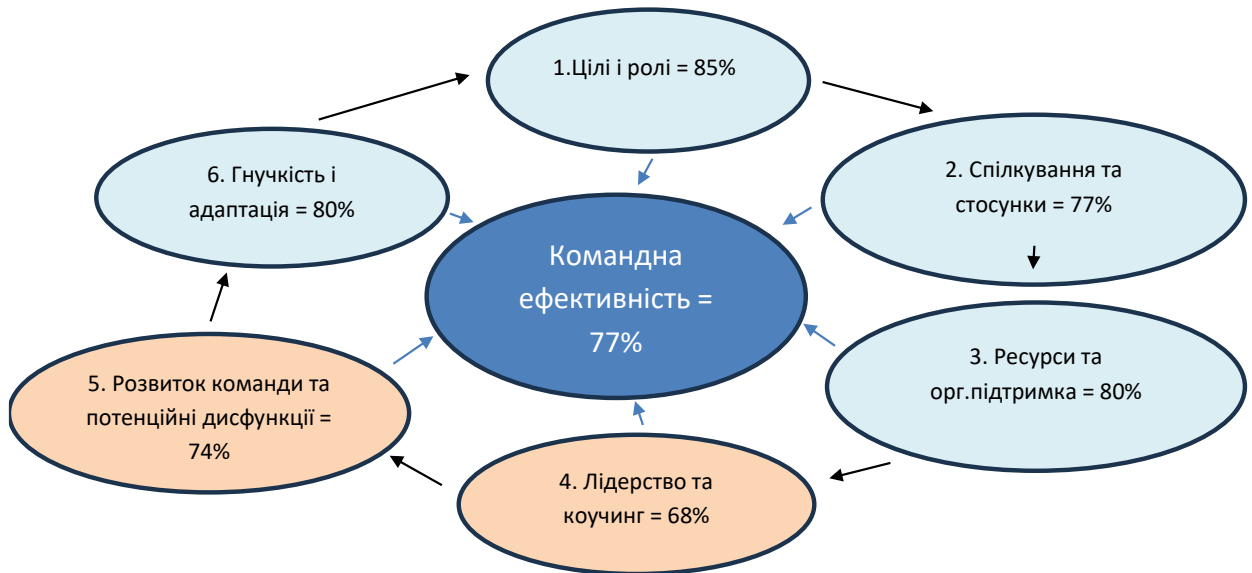 1.Цілі і ролі = 85%
2. Спілкування та
стосунки = 77%
3. Ресурси та
орг.підтримка = 80%
4. Лідерство та
коучинг = 68%
5. Розвиток команди та
потенційні дисфункції =
74%
6. Гнучкість і
адаптація = 80%
Командна
ефективність =
77%